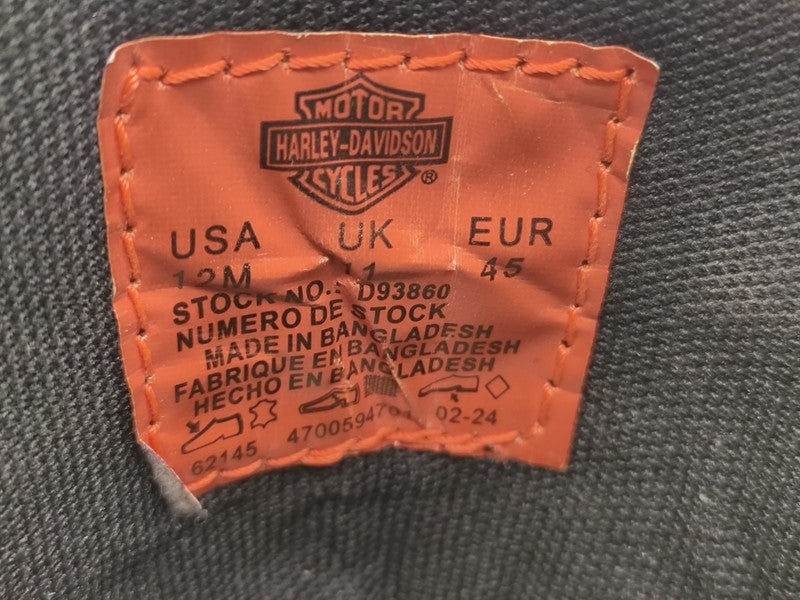 MOTOR
HARLEY-DAVIDSON
CYCLES®
USA UK EUR
12M 11 45
STOCK NO.: D93860
NUMERO DE STOCK
MADE IN BANGLADESH
FABRIQUE EN BANGLADESH
HECHO EN BANGLADESH
62145 02-24